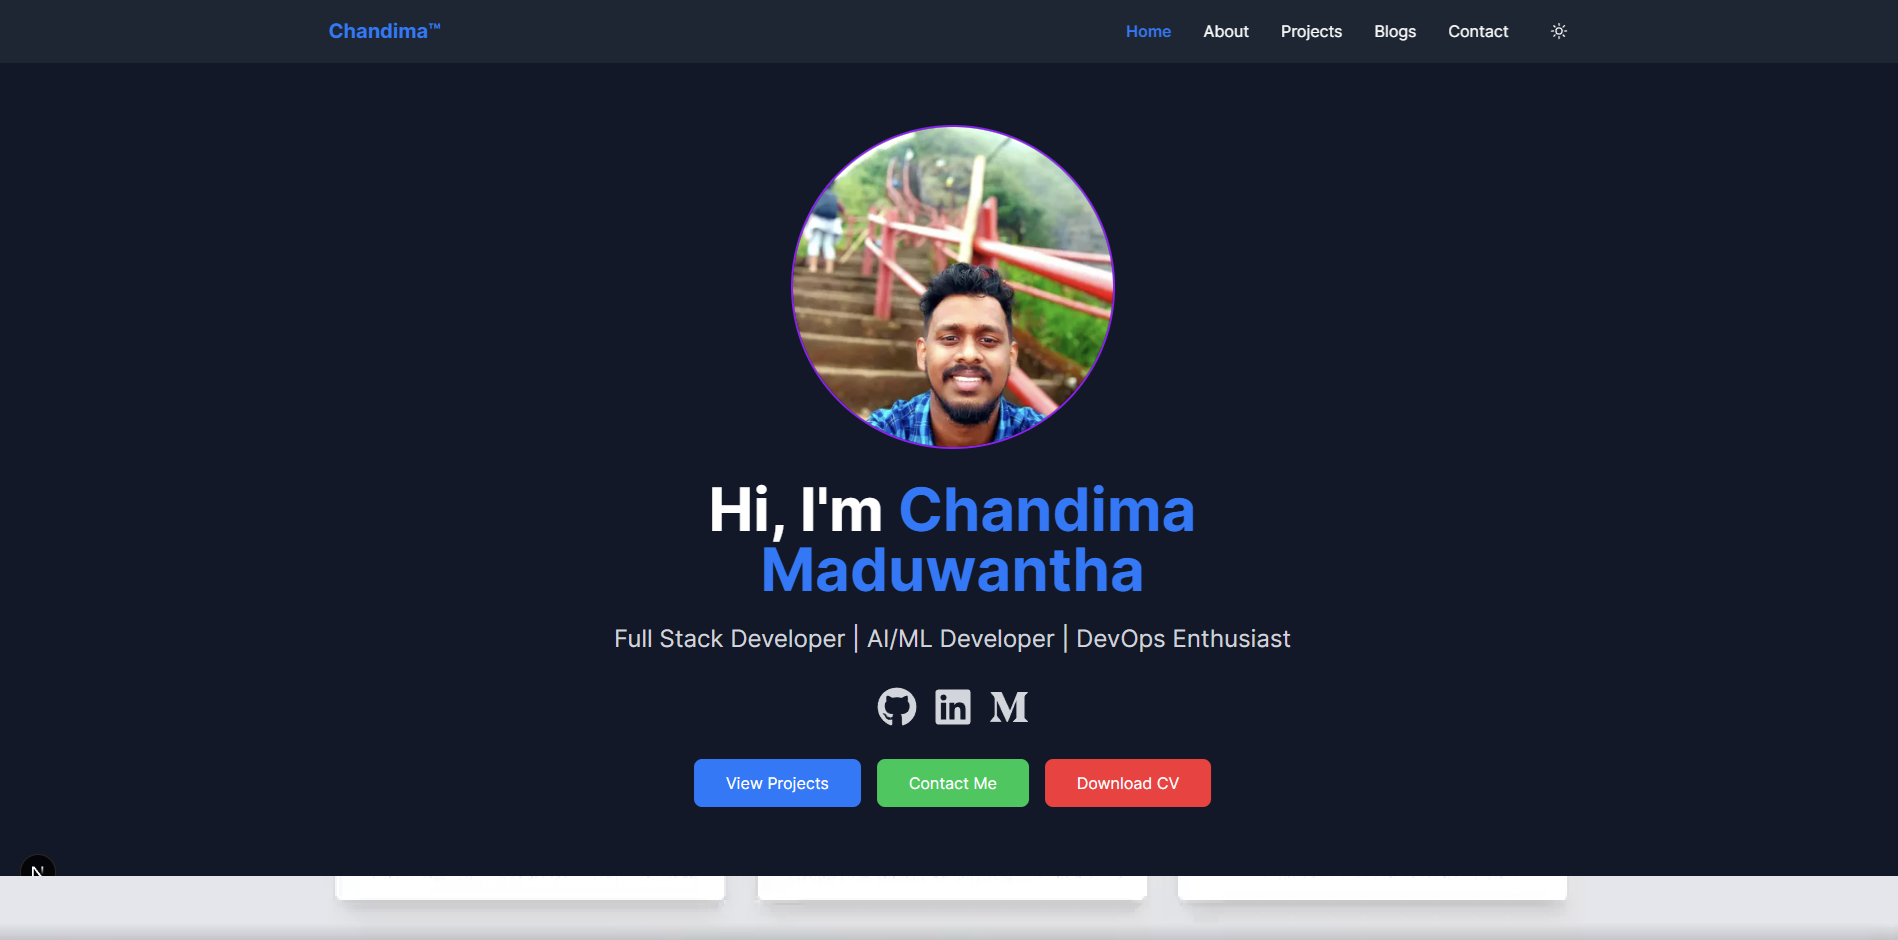 Chandima™
Home About Projects Blogs Contact
Hi, I'm Chandima
Maduwantha
Full Stack Developer | AI/ML Developer | DevOps Enthusiast
View Projects Contact Me Download CV
N